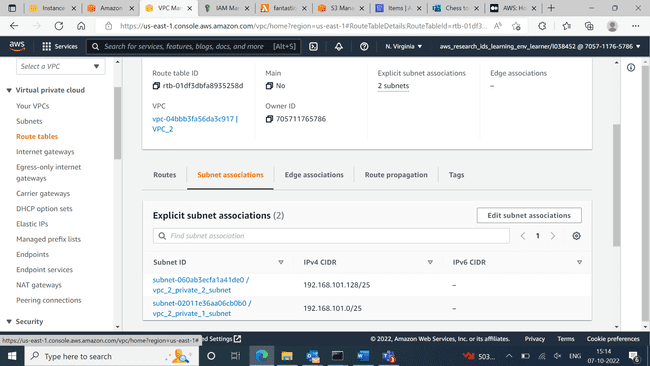 Instance
Amazon
VPC Ma
IAM Ma
fantastic
S3 Mana
Items | A
Chess to
AWS: Ho
https://us-east-1.console.aws.amazon.com/vpc/home?region=us-east-1#RouteTableDetails:RouteTableId=rtb-01df3...
aws
Services
Search for services, features, blogs, docs, and more
[Alt+S]
N. Virginia
aws_research_ids_learning_env_learner/I038452 @ 7057-1176-5786
Select a VPC
Virtual private cloud
Your VPCs
Subnets
Route tables
Internet gateways
Egress-only internet
gateways
Carrier gateways
DHCP option sets
Elastic IPs
Managed prefix lists
Endpoints
Endpoint services
NAT gateways
Peering connections
Security
Route table ID
rtb-01df3dbfa8935258d
Main
No
Explicit subnet associations
2 subnets
Edge associations
–
VPC
vpc-04bbb3fa56da3c917 |
VPC_2
Owner ID
705711765786
Routes
Subnet associations
Edge associations
Route propagation
Tags
Explicit subnet associations (2)
Edit subnet associations
Find subnet association
1
Subnet ID
IPv4 CIDR
IPv6 CIDR
subnet-060ab3ecfa1a41de0 /
vpc_2_private_2_subnet
192.168.101.128/25
–
subnet-02011e36aa06cb0b0 /
vpc_2_private_1_subnet
192.168.101.0/25
–
https://us-east-1.console.aws.amazon.com/vpc/home?region=us-east-1#
d Settings
© 2022, Amazon Web Services, Inc. or its affiliates.
Privacy
Terms
Cookie preferences
Type here to search
503...
ENG
15:14
07-10-2022
6